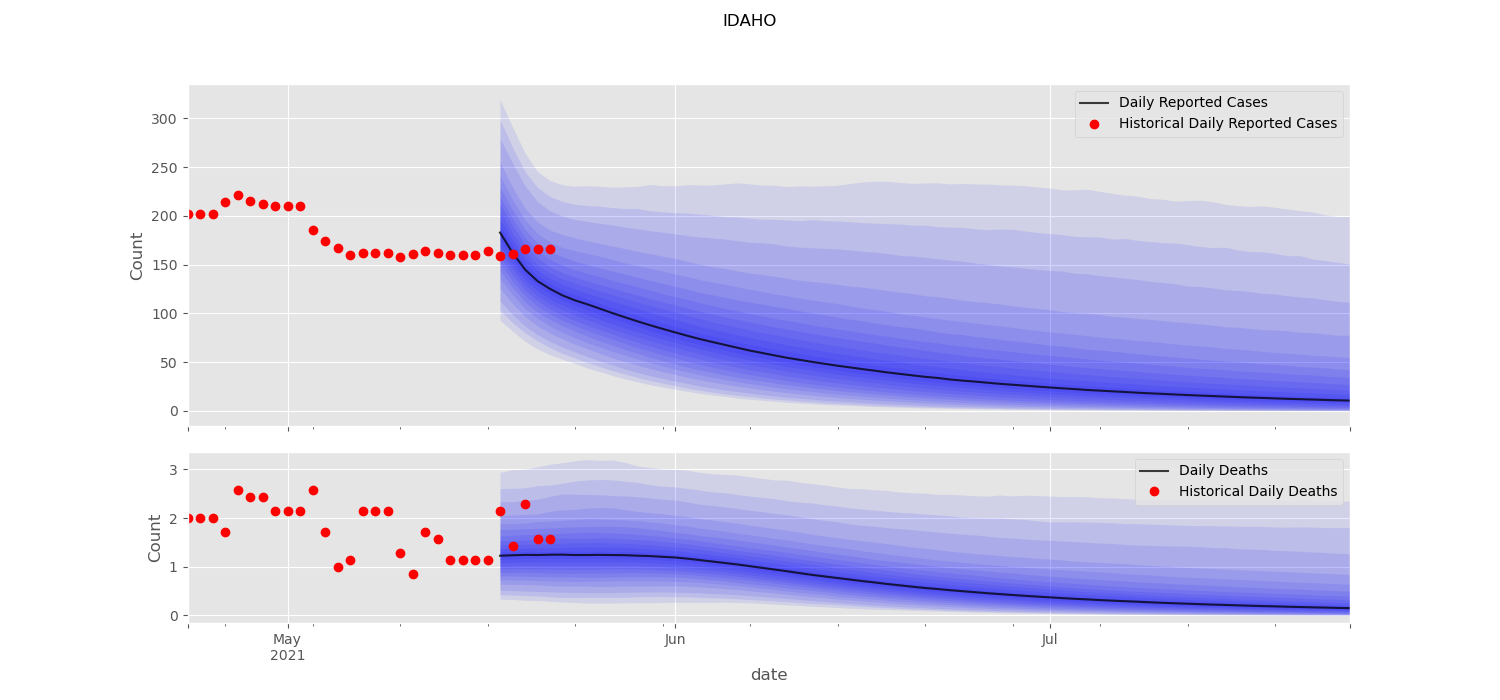 IDAHO
Count
300
250
200
150
100
50
0
Daily Reported Cases
Historical Daily Reported Cases
Count
3
2
1
0
Daily Deaths
Historical Daily Deaths
May
2021
Jun
Jul
date